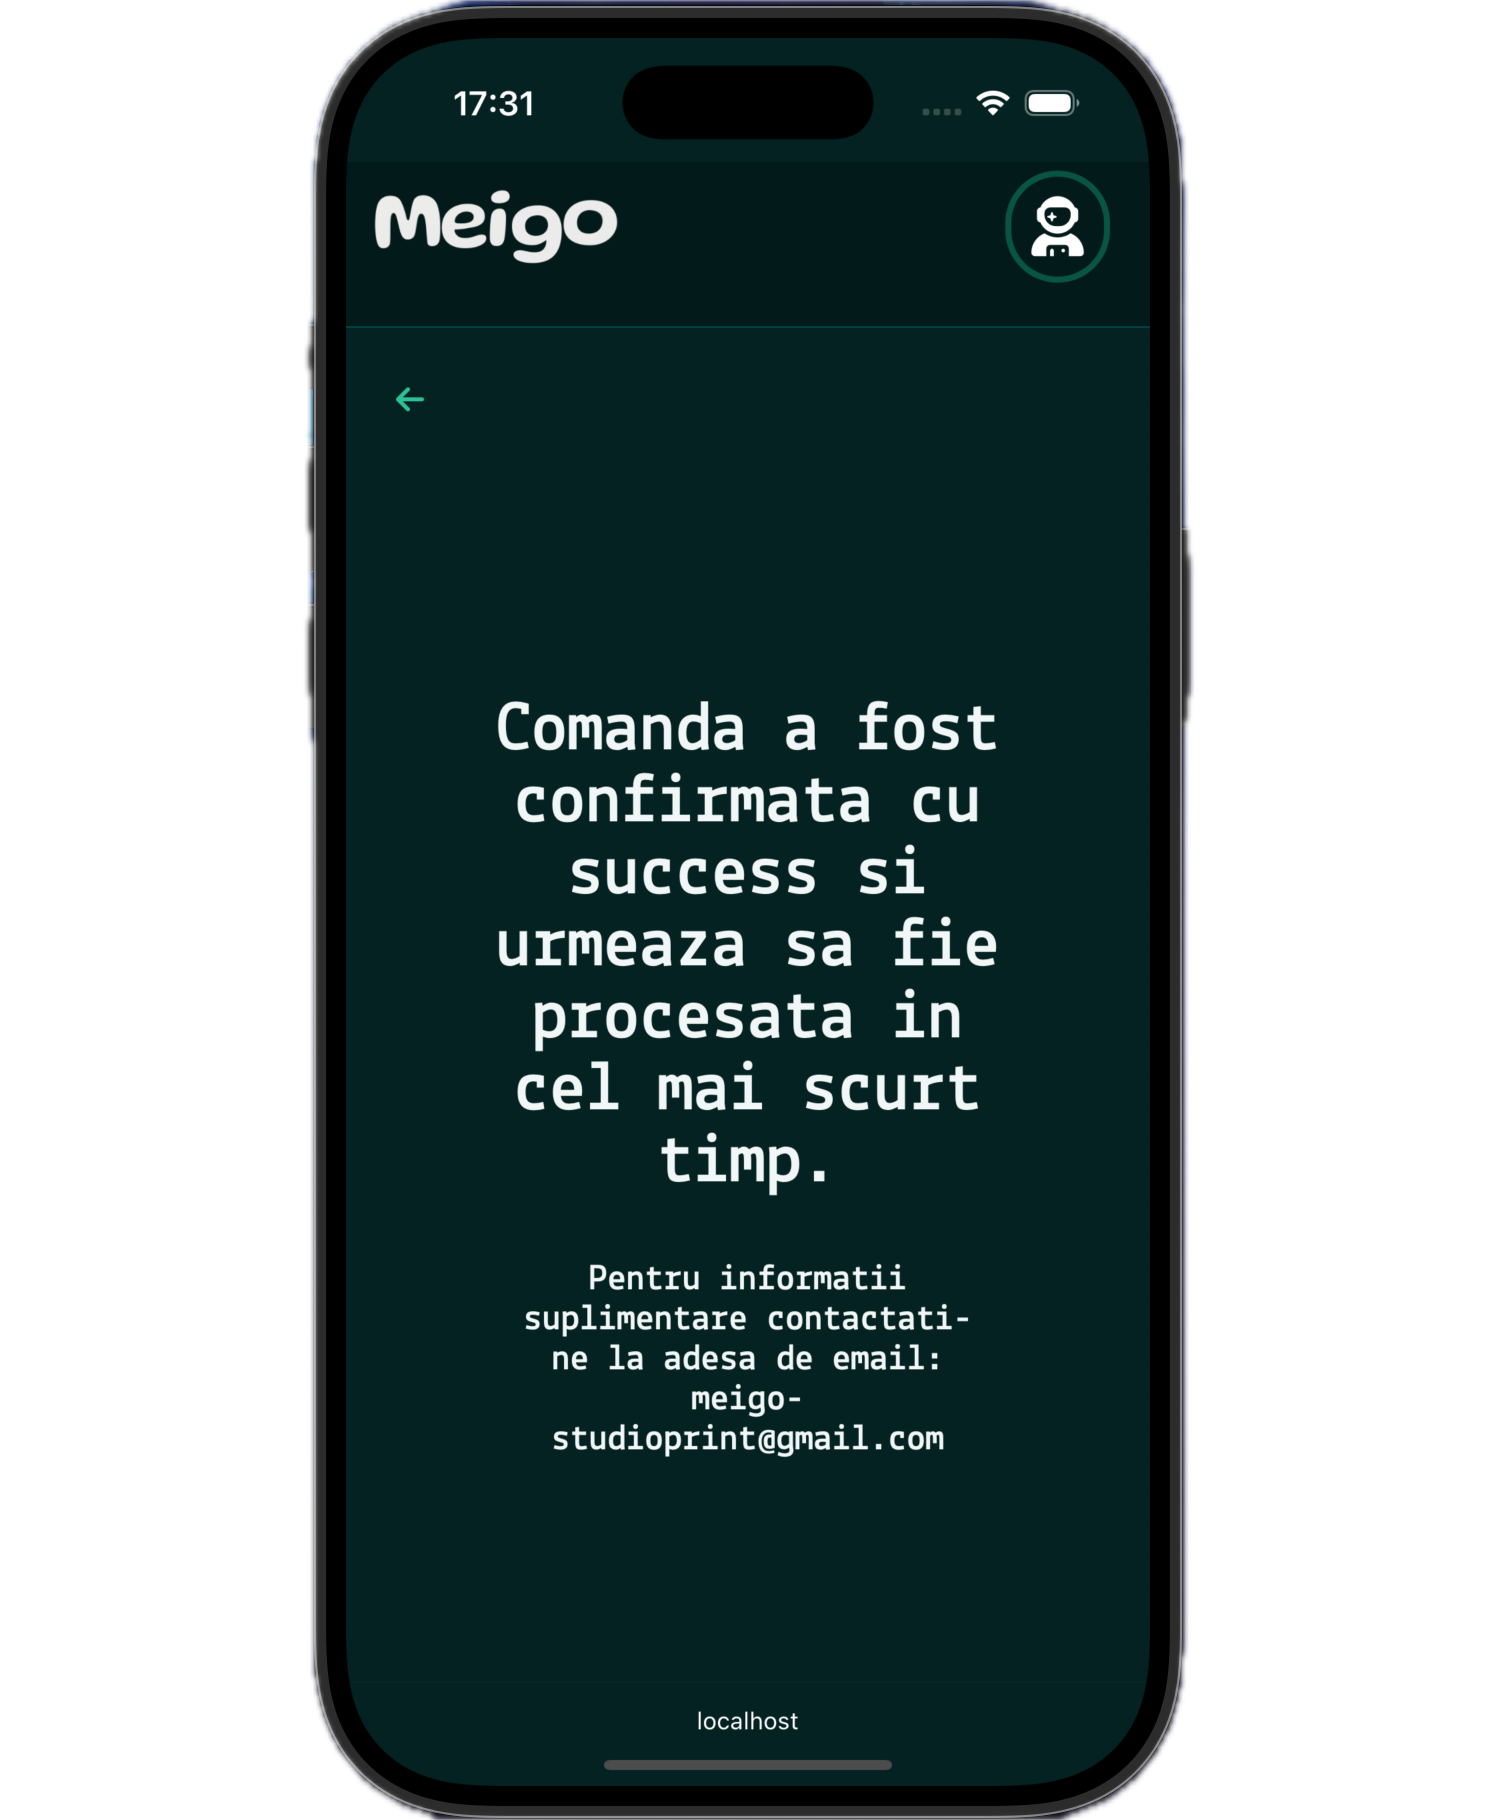 17:31
Meigo
Comanda a fost
confirmata cu
success si
urmeaza sa fie
procesata in
cel mai scurt
timp.
Pentru informatii
suplimentare contactati-
ne la adesa de email:
meigo-
studioprint@gmail.com
localhost